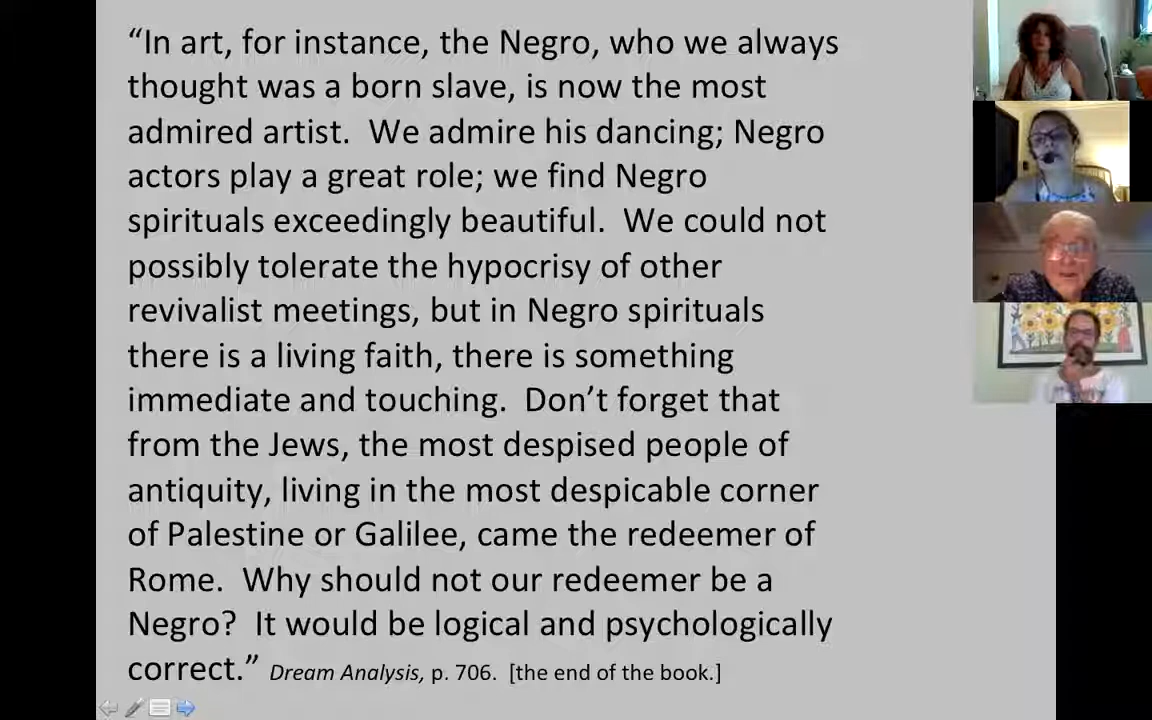 “In art, for instance, the Negro, who we always
thought was a born slave, is now the most
admired artist.  We admire his dancing; Negro
actors play a great role; we find Negro
spirituals exceedingly beautiful.  We could not
possibly tolerate the hypocrisy of other
revivalist meetings, but in Negro spirituals
there is a living faith, there is something
immediate and touching.  Don’t forget that
from the Jews, the most despised people of
antiquity, living in the most despicable corner
of Palestine or Galilee, came the redeemer of
Rome.  Why should not our redeemer be a
Negro?  It would be logical and psychologically
correct.” Dream Analysis, p. 706.  [the end of the book.]